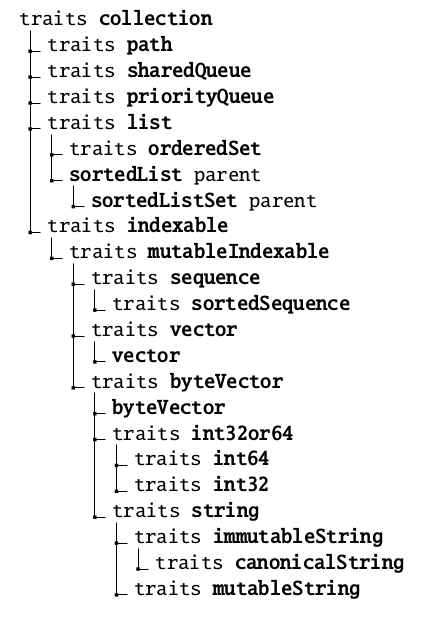 traits collection
traits path
traits sharedQueue
traits priorityQueue
traits list
traits orderedSet
sortedList parent
sortedListSet parent
traits indexable
traits mutableIndexable
traits sequence
traits sortedSequence
traits vector
vector
traits byteVector
byteVector
traits int32or64
traits int64
traits int32
traits string
traits immutableString
traits canonicalString
traits mutableString